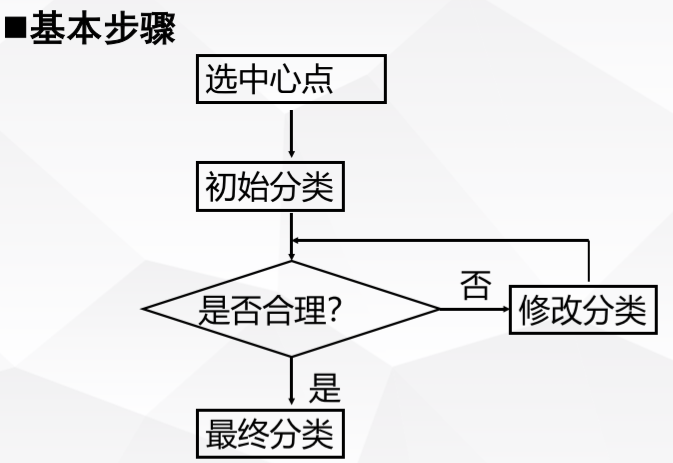 ■基本步骤
选中心点
初始分类
是否合理？
否
修改分类
是
最终分类